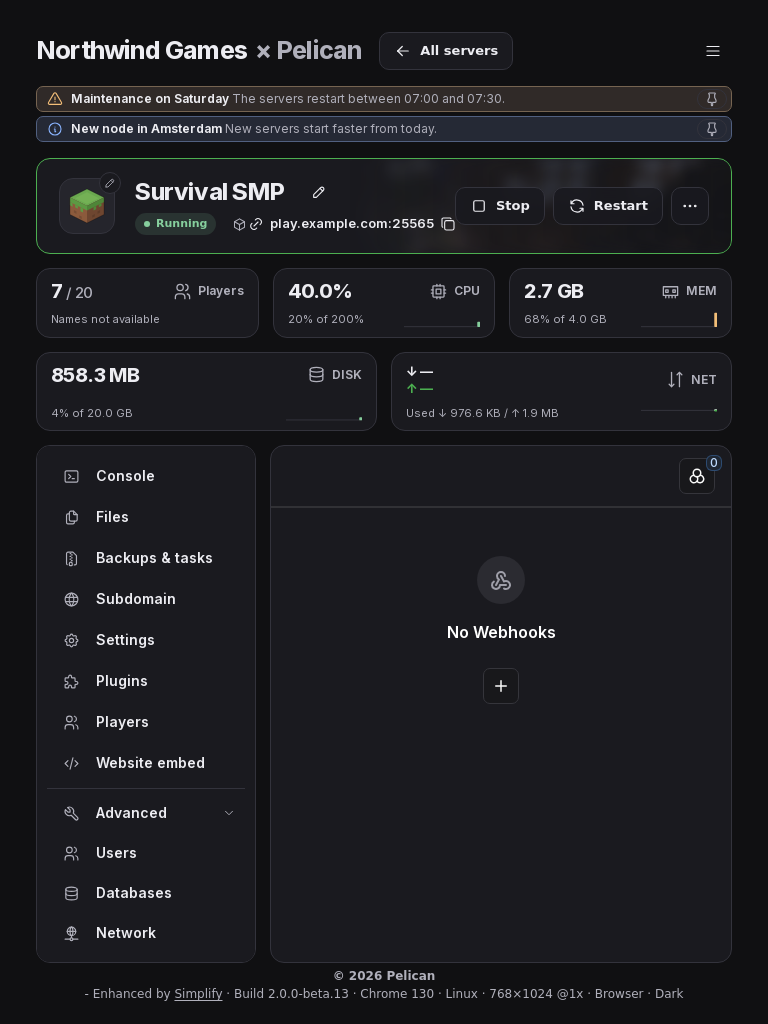 Northwind Games × Pelican All servers
Maintenance on Saturday The servers restart between 07:00 and 07:30.
New node in Amsterdam New servers start faster from today.
Survival SMP
Running play.example.com:25565
Stop Restart
7 / 20 Players
Names not available
40.0% CPU
20% of 200%
2.7 GB MEM
68% of 4.0 GB
858.3 MB DISK
4% of 20.0 GB
↓ —
↑ —
NET
Used ↓ 976.6 KB / ↑ 1.9 MB
Console
Files
Backups & tasks
Subdomain
Settings
Plugins
Players
Website embed
Advanced
Users
Databases
Network
0
No Webhooks
© 2026 Pelican
- Enhanced by Simplify · Build 2.0.0-beta.13 · Chrome 130 · Linux · 768×1024 @1x · Browser · Dark